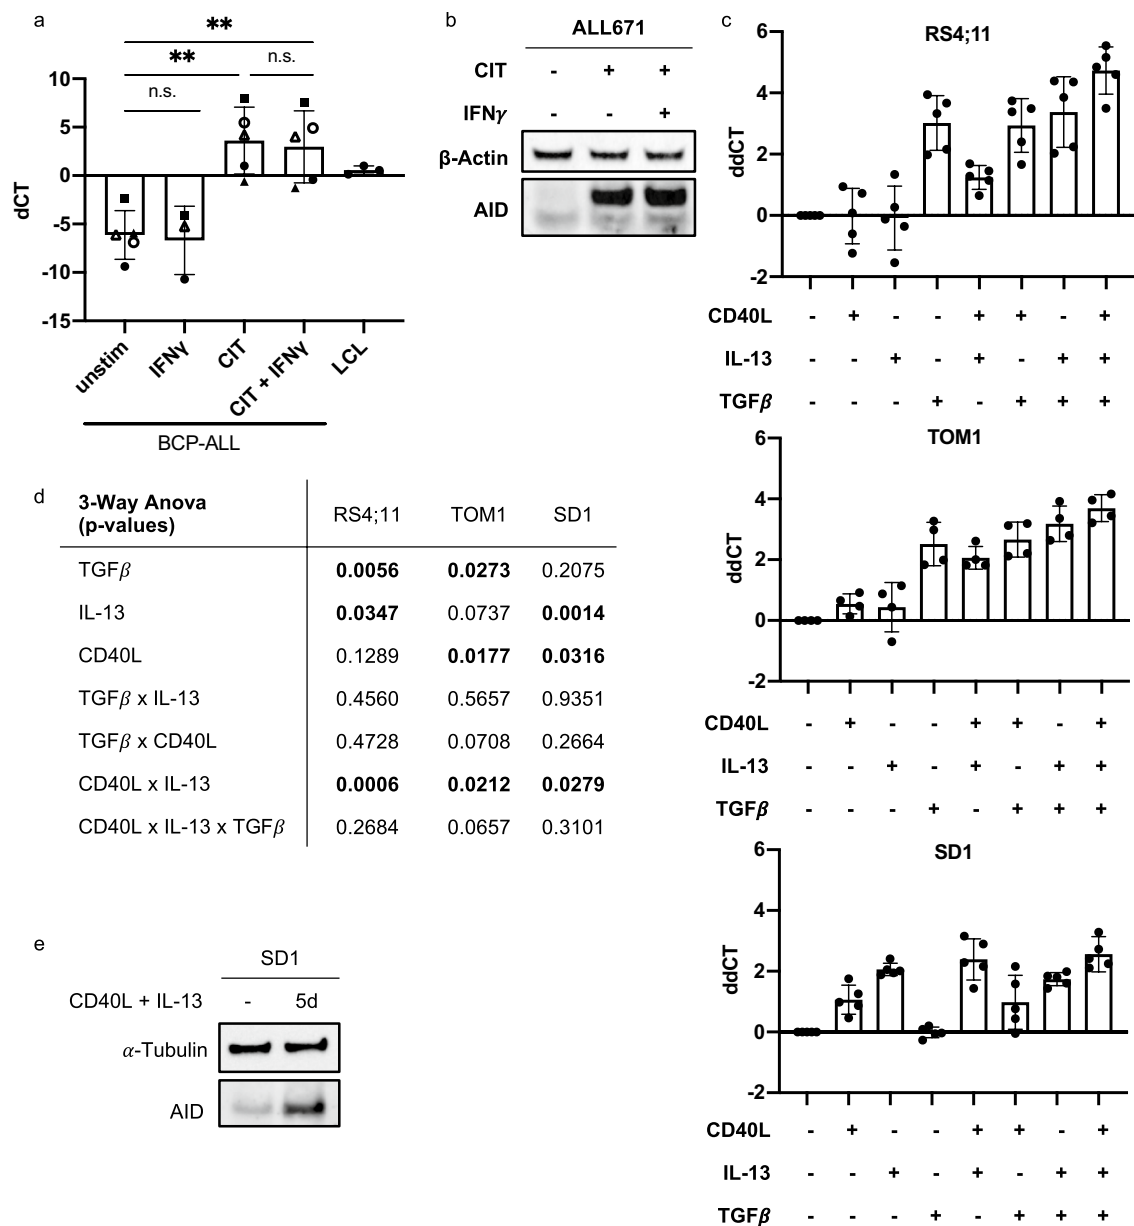 a
**
**
n.s.
n.s.
10
5
0
-5
-10
-15
dCT
unstim
IFNγ
CIT
CIT + IFNγ
LCL
BCP-ALL
b
ALL671
CIT - + +
IFNγ - - +
β-Actin
AID
c
RS4;11
6
4
2
0
-2
ddCT
CD40L - + - - + + - +
IL-13 - - + - + - + +
TGFβ - - - + - + + +
TOM1
6
4
2
0
-2
ddCT
CD40L - + - - + + - +
IL-13 - - + - + - + +
TGFβ - - - + - + + +
SD1
6
4
2
0
-2
ddCT
CD40L - + - - + + - +
IL-13 - - + - + - + +
TGFβ - - - + - + + +
d
3-Way Anova
(p-values) RS4;11 TOM1 SD1
TGFβ 0.0056 0.0273 0.2075
IL-13 0.0347 0.0737 0.0014
CD40L 0.1289 0.0177 0.0316
TGFβ x IL-13 0.4560 0.5657 0.9351
TGFβ x CD40L 0.4728 0.0708 0.2664
CD40L x IL-13 0.0006 0.0212 0.0279
CD40L x IL-13 x TGFβ 0.2684 0.0657 0.3101
e
SD1
CD40L + IL-13 - 5d
α-Tubulin
AID